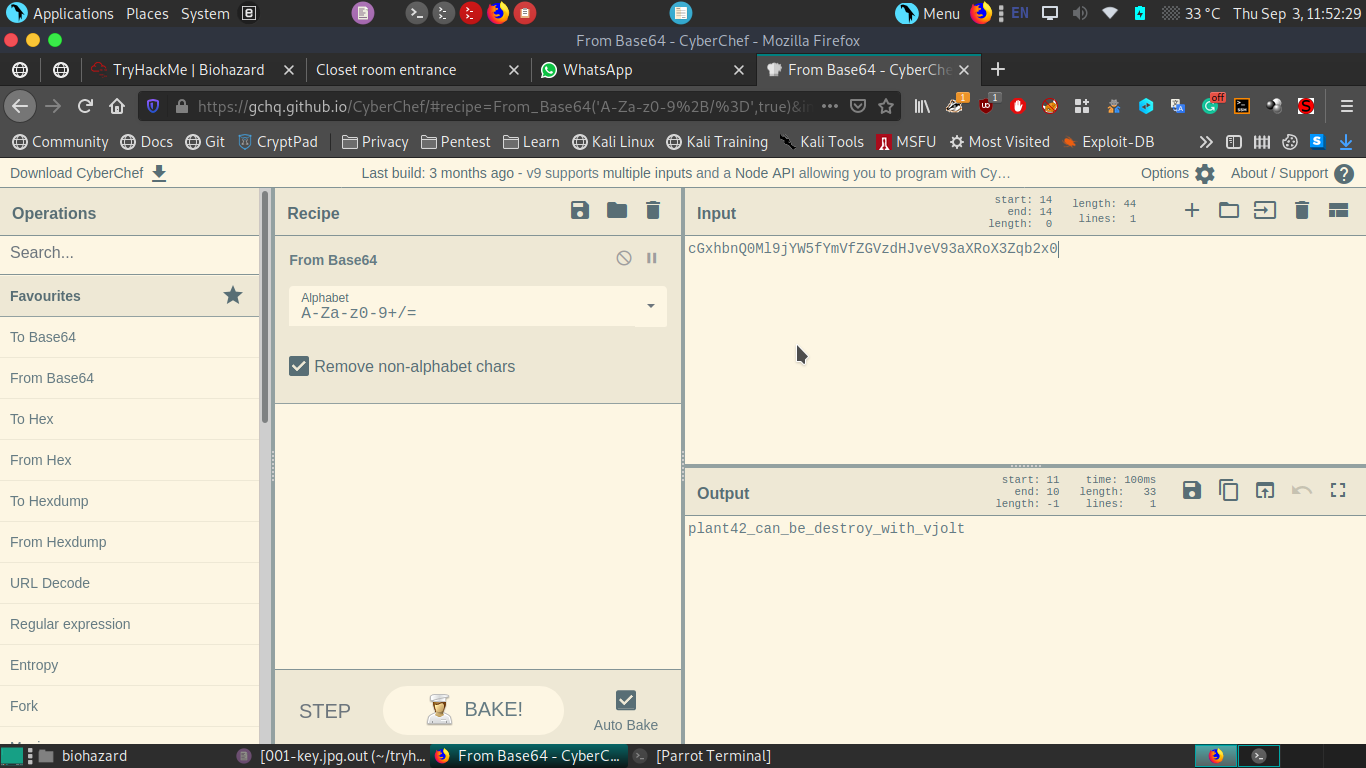 Applications Places System
Menu EN 33 °C Thu Sep 3, 11:52:29
From Base64 - CyberChef - Mozilla Firefox
TryHackMe | Biohazard Closet room entrance WhatsApp From Base64 - CyberChe
https://gchq.github.io/CyberChef/#recipe=From_Base64('A-Za-z0-9%2B/%3D',true)&i
1 1 off
Community Docs Git CryptPad Privacy Pentest Learn Kali Linux Kali Training Kali Tools MSFU Most Visited Exploit-DB
Download CyberChef Last build: 3 months ago - v9 supports multiple inputs and a Node API allowing you to program with Cy… Options About / Support
Operations
Search...
Favourites
To Base64
From Base64
To Hex
From Hex
To Hexdump
From Hexdump
URL Decode
Regular expression
Entropy
Fork
Recipe
From Base64
Alphabet
A-Za-z0-9+/=
Remove non-alphabet chars
STEP BAKE! Auto Bake
Input
start: 14 length: 44
end: 14 lines: 1
length: 0
cGxhbnQ0Ml9jYW5fYmVfZGVzdHJveV93aXRoX3Zqb2x0
Output
start: 11 time: 100ms
end: 10 length: 33
length: -1 lines: 1
plant42_can_be_destroy_with_vjolt
biohazard [001-key.jpg.out (~/tryh... From Base64 - CyberC... [Parrot Terminal]